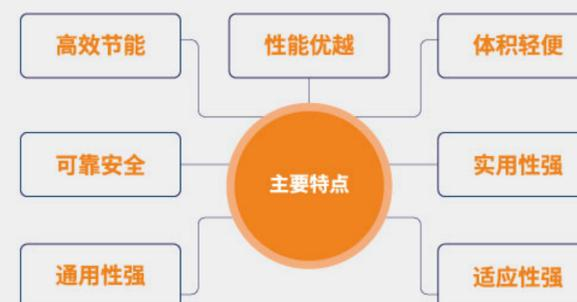 高效节能
性能优越
体积轻便
可靠安全
主要特点
实用性强
通用性强
适应性强